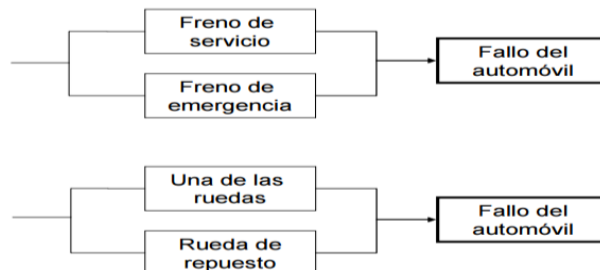 Freno de
servicio
Fallo del
automóvil
Freno de
emergencia
Una de las
ruedas
Fallo del
automóvil
Rueda de
repuesto